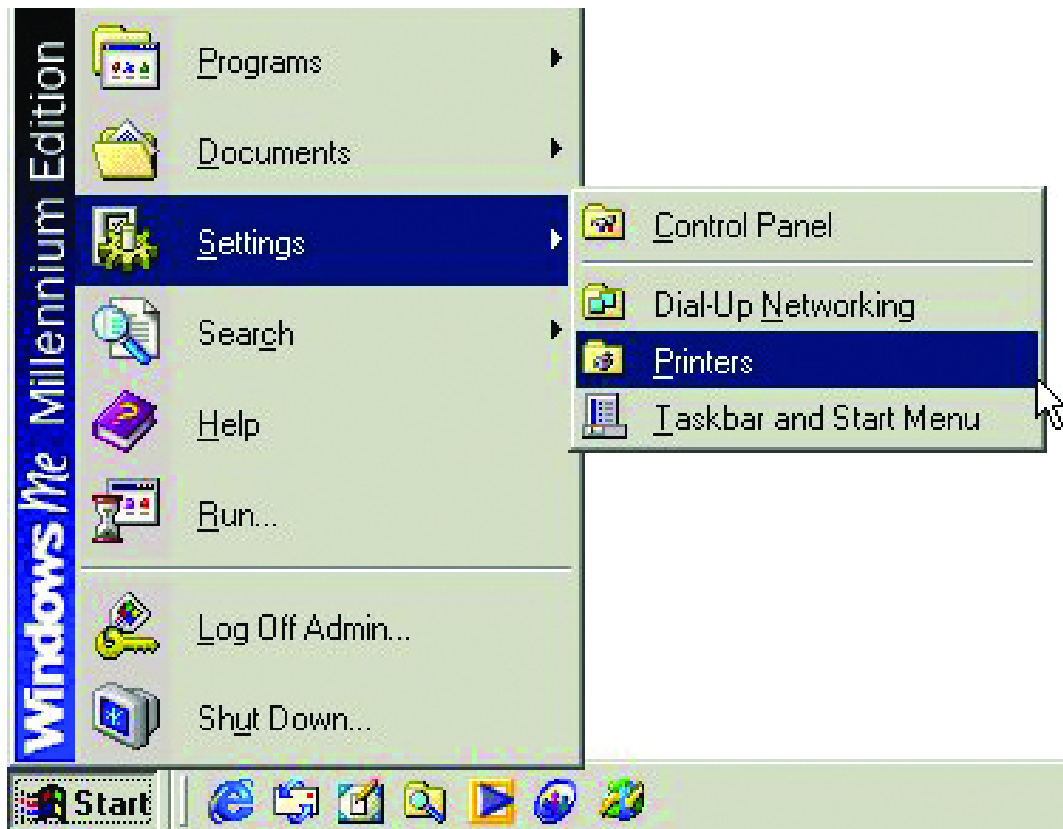 Windows Me Millennium Edition
Programs
Documents
Settings
Search
Help
Run...
Log Off Admin...
Shut Down...
Control Panel
Dial-Up Networking
Printers
Taskbar and Start Menu
Start